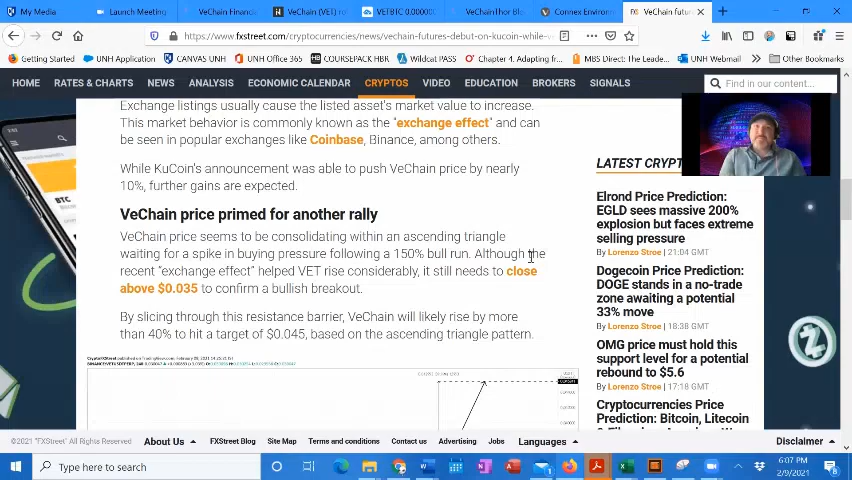 My Media
Launch Meeting
VeChain Financia
VeChain (VET) n
VETBTC 0.000000
VeChainThor Blo
Connex Environ
VeChain futu
https://www.fxstreet.com/cryptocurrencies/news/vechain-futures-debut-on-kucoin-while-v
Getting Started
UNH Application
CANVAS UNH
UNH Office 365
COURSEPACK HBR
Wildcat PASS
Chapter 4. Adapting fr...
MBS Direct: The Leade...
UNH Webmail
Other Bookmarks
HOME RATES & CHARTS NEWS ANALYSIS ECONOMIC CALENDAR CRYPTOS VIDEO EDUCATION BROKERS SIGNALS
Find in our content...
Exchange listings usually cause the listed asset's market value to increase.
This market behavior is commonly known as the "exchange effect" and can
be seen in popular exchanges like Coinbase, Binance, among others.
While KuCoin's announcement was able to push VeChain price by nearly
10%, further gains are expected.
VeChain price primed for another rally
VeChain price seems to be consolidating within an ascending triangle
waiting for a spike in buying pressure following a 150% bull run. Although the
recent "exchange effect" helped VET rise considerably, it still needs to close
above $0.035 to confirm a bullish breakout.
By slicing through this resistance barrier, VeChain will likely rise by more
than 40% to hit a target of $0.045, based on the ascending triangle pattern.
BTC
LATEST CRYPT
Elrond Price Prediction:
EGLD sees massive 200%
explosion but faces extreme
selling pressure
By Lorenzo Stroe | 21:04 GMT
Dogecoin Price Prediction:
DOGE stands in a no-trade
zone awaiting a potential
33% move
By Lorenzo Stroe | 18:38 GMT
OMG price must hold this
support level for a potential
rebound to $5.6
By Lorenzo Stroe | 17:18 GMT
Cryptocurrencies Price
Prediction: Bitcoin, Litecoin
©2021 "FXStreet" All Rights Reserved
About Us
FXStreet Blog
Site Map
Terms and conditions
Contact us
Advertising
Jobs
Languages
Disclaimer
Type here to search
6:07 PM
2/9/2021